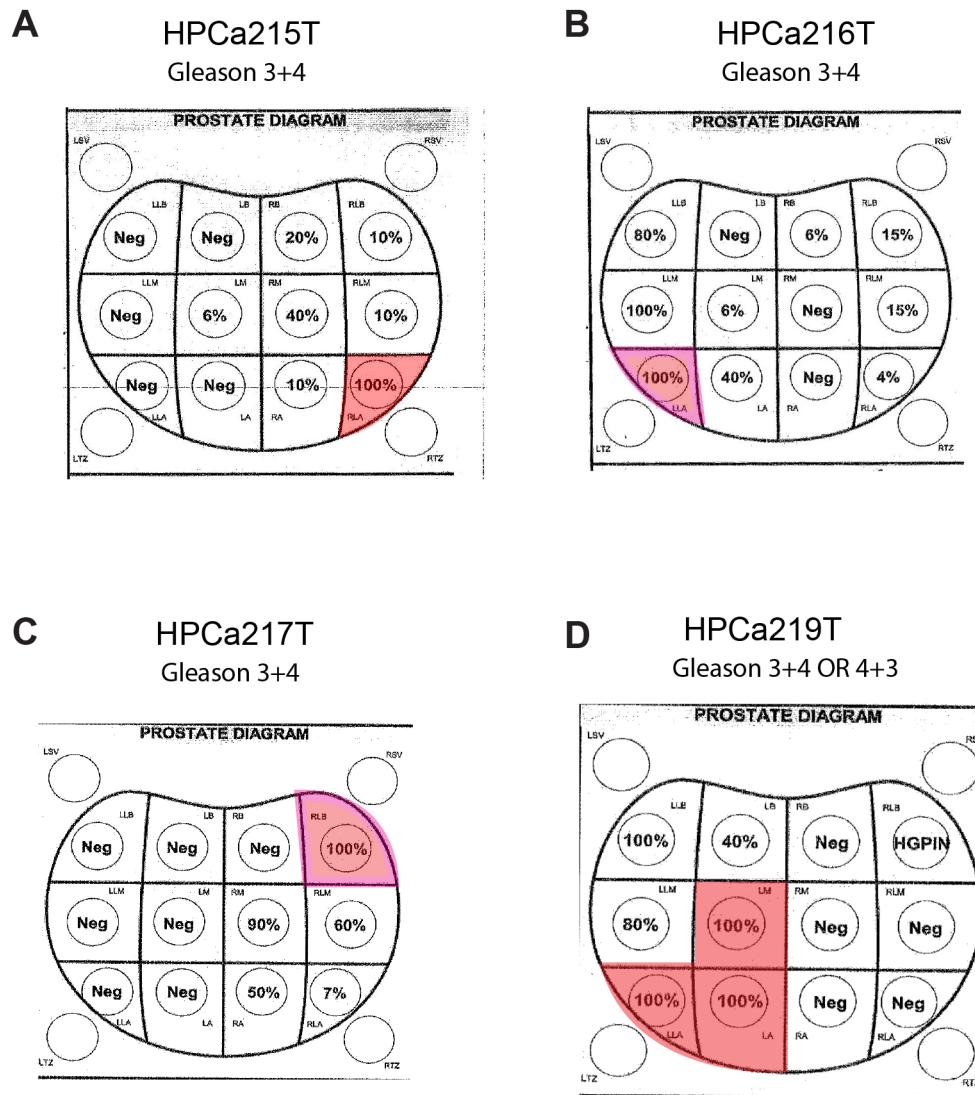 A
HPCa215T
Gleason 3+4
PROSTATE DIAGRAM
LSV
RSV
LLB
LB
RB
RLB
Neg
Neg
20%
10%
LLM
LM
RM
RLM
Neg
6%
40%
10%
Neg
Neg
10%
100%
LLA
LA
RA
RLA
LTZ
RTZ
B
HPCa216T
Gleason 3+4
PROSTATE DIAGRAM
LSV
RSV
LLB
LB
RB
RLB
80%
Neg
6%
15%
LLM
LM
RM
RLM
100%
6%
Neg
15%
100%
40%
Neg
4%
LLA
LA
RA
RLA
LTZ
RTZ
C
HPCa217T
Gleason 3+4
PROSTATE DIAGRAM
LSV
RSV
LLB
LB
RB
RLB
Neg
Neg
Neg
100%
LLM
LM
RM
RLM
Neg
Neg
90%
60%
Neg
Neg
50%
7%
LLA
LA
RA
RLA
LTZ
RTZ
D
HPCa219T
Gleason 3+4 OR 4+3
PROSTATE DIAGRAM
LSV
RS
LLB
LB
RB
RLB
100%
40%
Neg
HGPIN
LLM
LM
RM
RLM
80%
100%
Neg
Neg
100%
100%
Neg
Neg
LLA
LA
RA
RLA
LTZ
RT